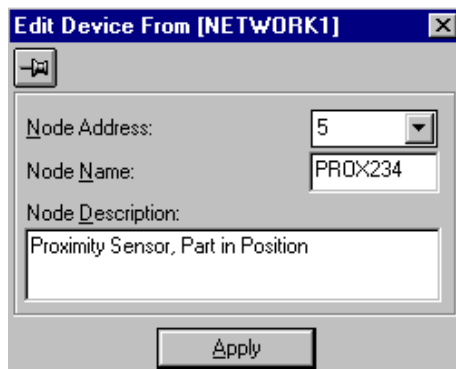 Edit Device From [NETWORK1]
Node Address: 5
Node Name: PROX234
Node Description:
Proximity Sensor, Part in Position
Apply